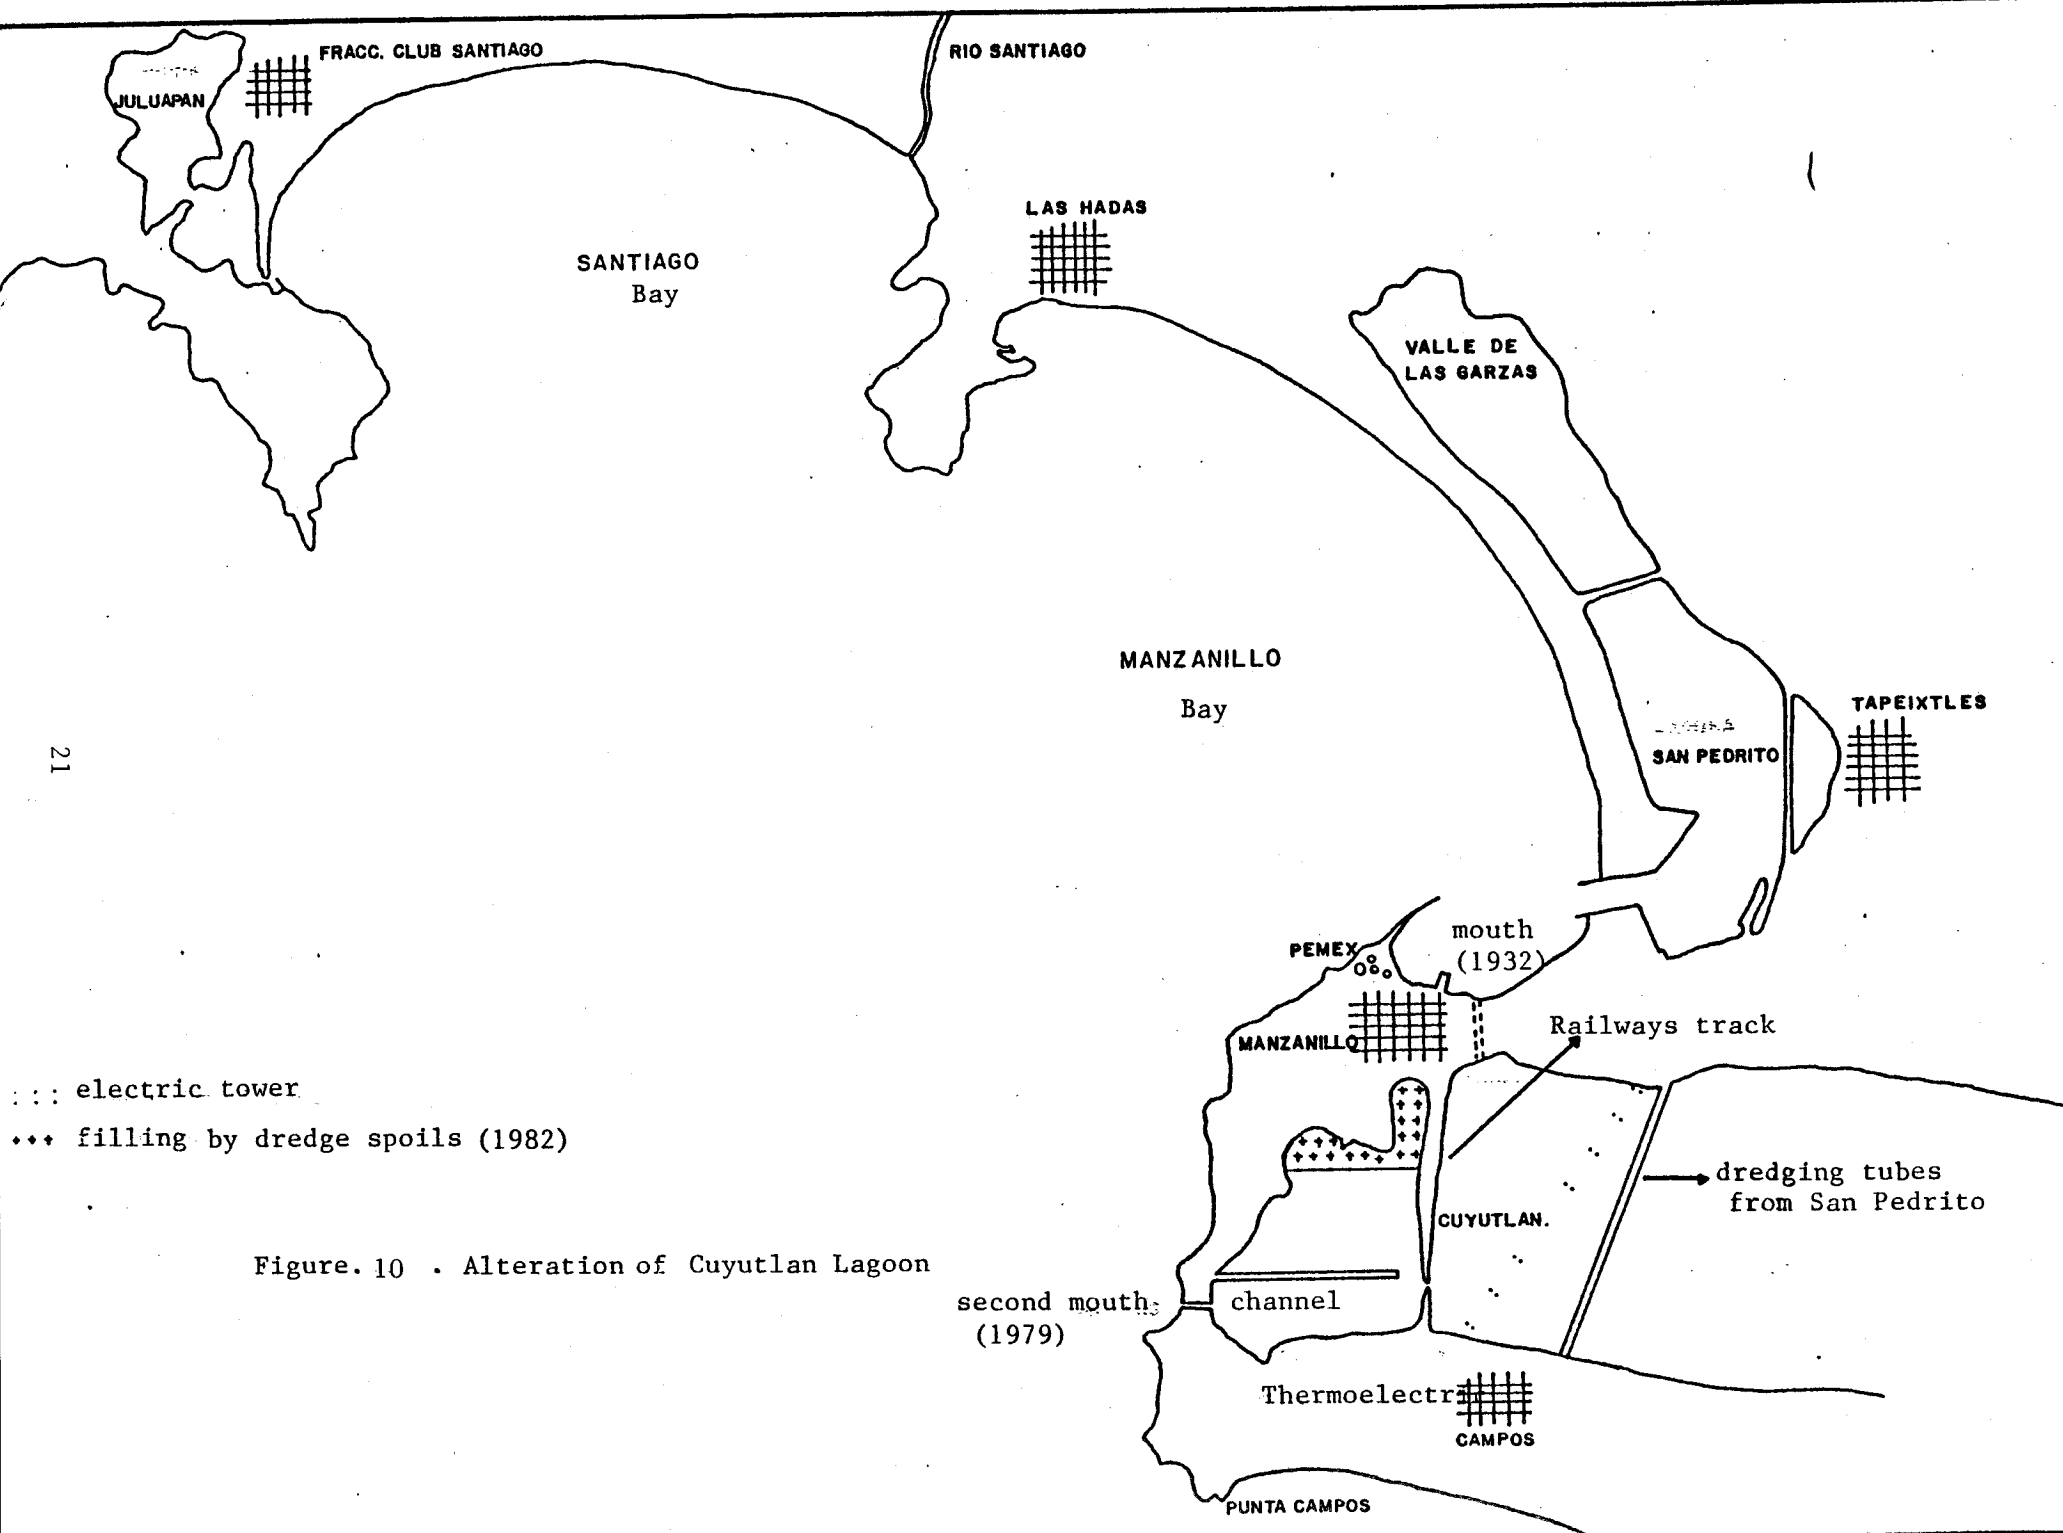 FRACC. CLUB SANTIAGO
RIO SANTIAGO
JULUAPAN
LAS HADAS
SANTIAGO
Bay
VALLE DE
LAS GARZAS
MANZANILLO
Bay
TAPEIXTLES
SAN PEDRITO
21
mouth
(1932)
PEMEX
Railways track
MANZANILLO
: : : electric tower
+++ filling by dredge spoils (1982)
dredging tubes
from San Pedrito
CUYUTLAN.
Figure. 10 . Alteration of Cuyutlan Lagoon
second mouth
(1979)
channel
Thermoelectri
CAMPOS
PUNTA CAMPOS